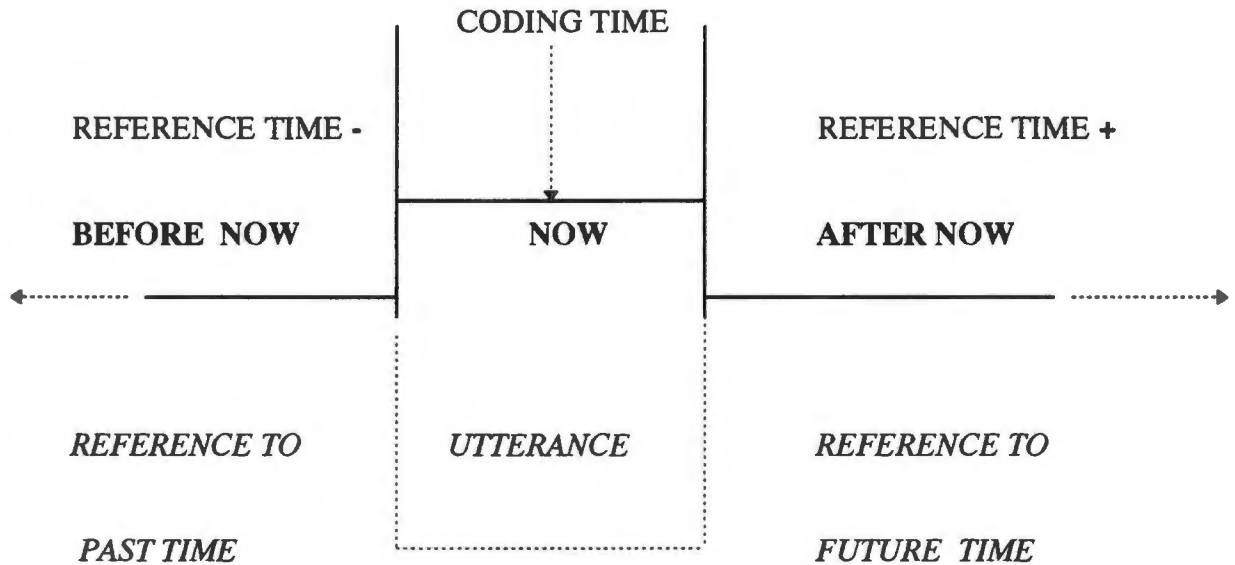 CODING TIME
REFERENCE TIME - REFERENCE TIME +
BEFORE NOW NOW AFTER NOW
REFERENCE TO UTTERANCE REFERENCE TO
PAST TIME FUTURE TIME